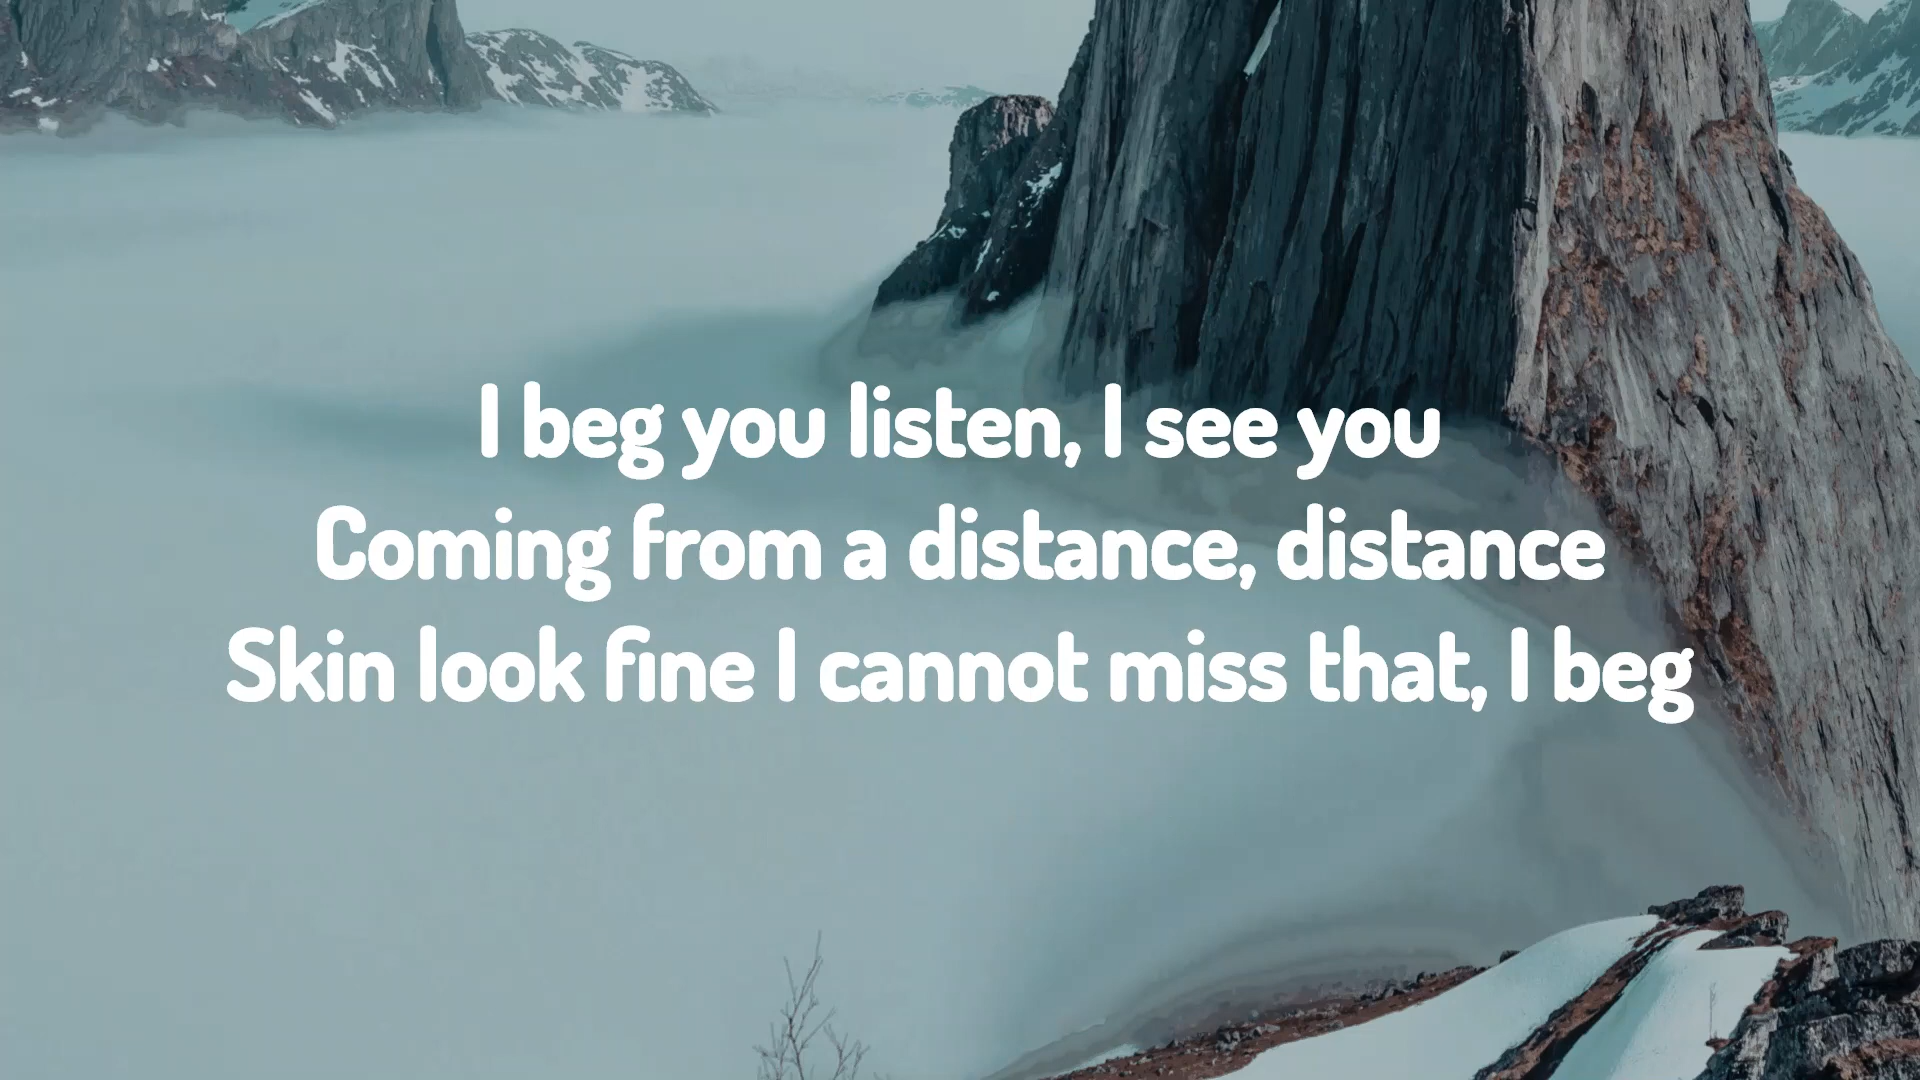 I beg you listen, I see you
Coming from a distance, distance
Skin look fine I cannot miss that, I beg